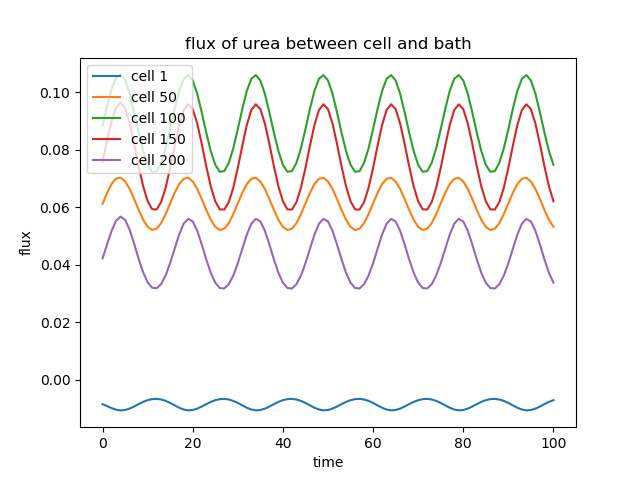 flux of urea between cell and bath
cell 1
cell 50
cell 100
cell 150
cell 200
0.10
0.08
0.06
0.04
0.02
0.00
flux
0 20 40 60 80 100
time